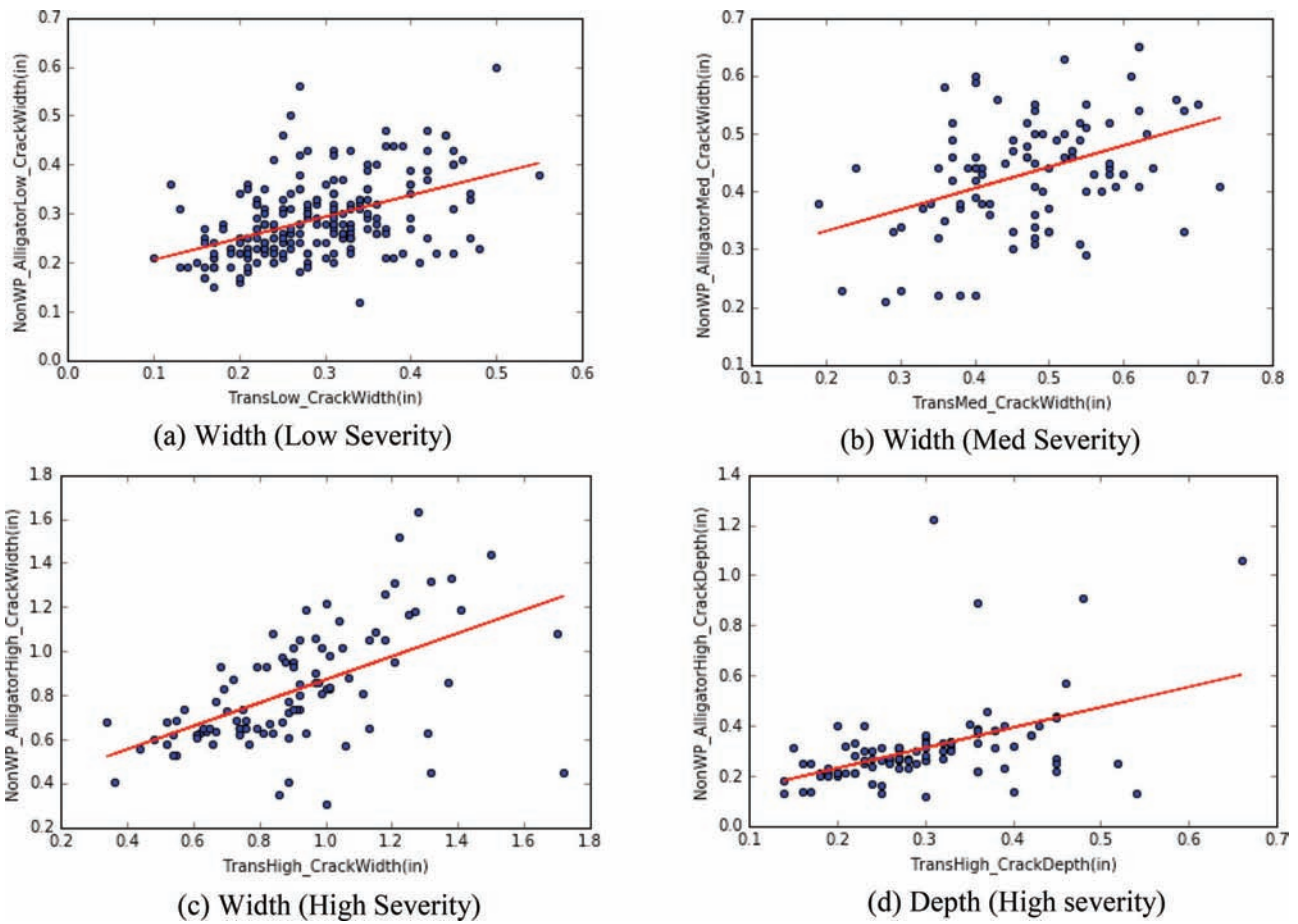 0.7
0.6
0.5
0.4
0.3
0.2
0.1
0.0
NonWP_AlligatorLow_CrackWidth(in)
0.0 0.1 0.2 0.3 0.4 0.5 0.6
TransLow_CrackWidth(in)
(a) Width (Low Severity)
0.7
0.6
0.5
0.4
0.3
0.2
0.1
NonWP_AlligatorMed_CrackWidth(in)
0.1 0.2 0.3 0.4 0.5 0.6 0.7 0.8
TransMed_CrackWidth(in)
(b) Width (Med Severity)
1.8
1.6
1.4
1.2
1.0
0.8
0.6
0.4
0.2
NonWP_AlligatorHigh_CrackWidth(in)
0.2 0.4 0.6 0.8 1.0 1.2 1.4 1.6 1.8
TransHigh_CrackWidth(in)
(c) Width (High Severity)
1.4
1.2
1.0
0.8
0.6
0.4
0.2
0.0
NonWP_AlligatorHigh_CrackDepth(in)
0.1 0.2 0.3 0.4 0.5 0.6 0.7
TransHigh_CrackDepth(in)
(d) Depth (High severity)